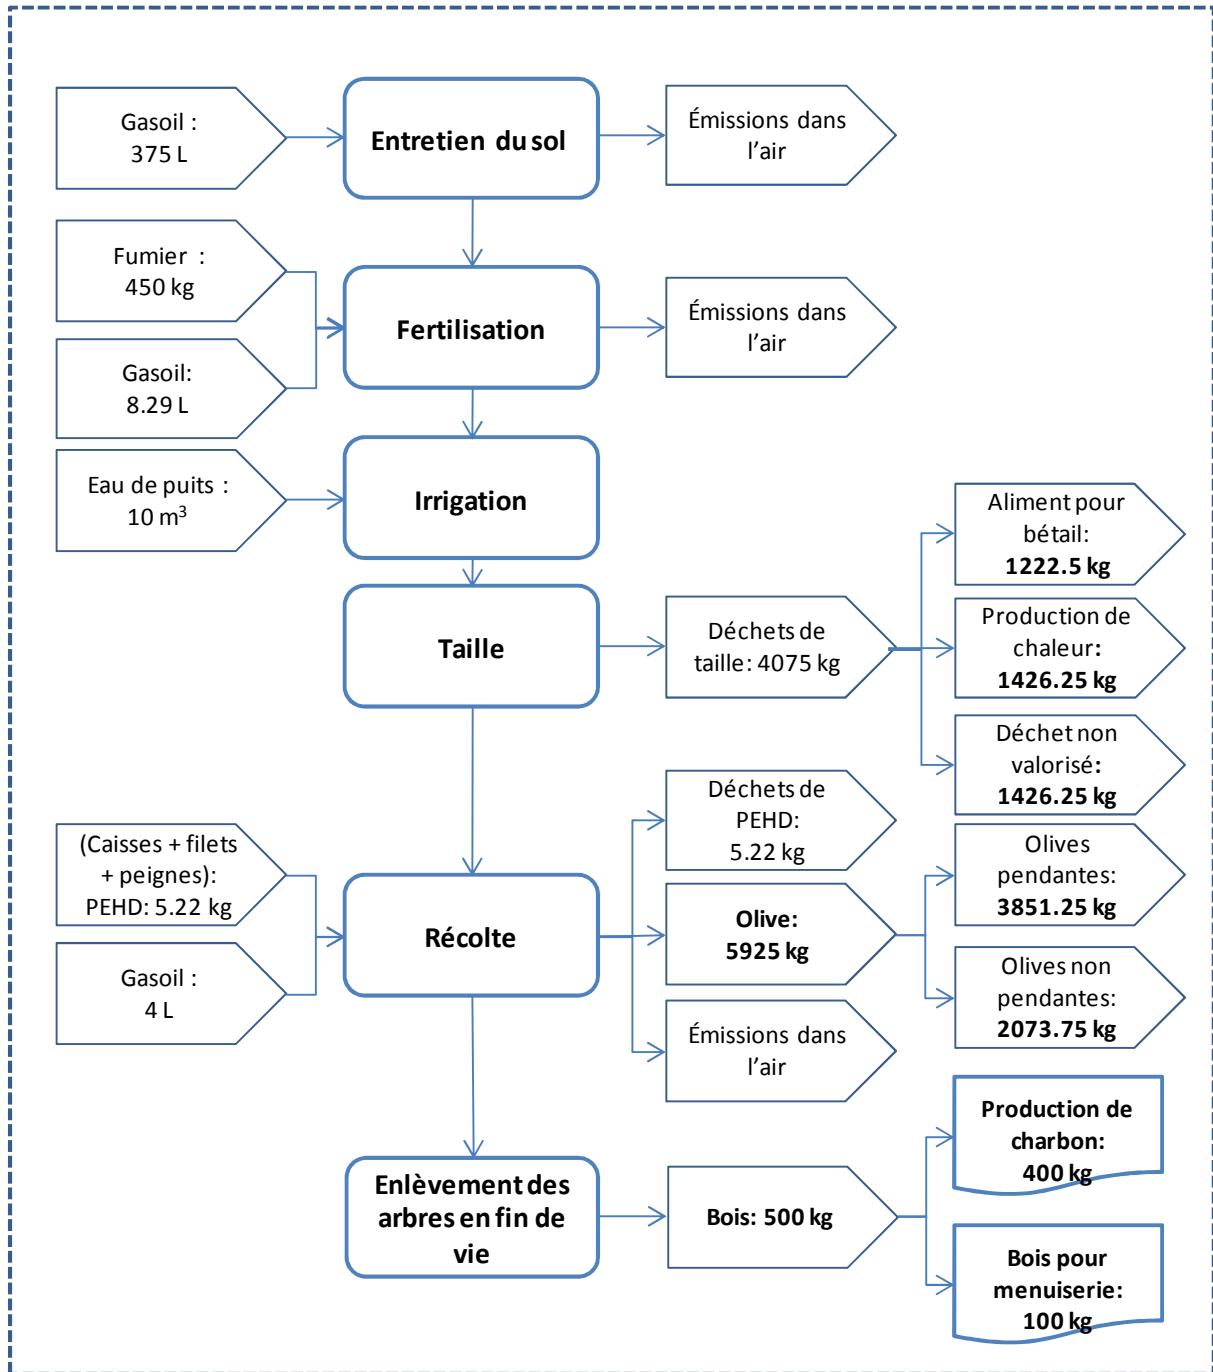 Gasoil :
375 L
Entretien du sol
Émissions dans
l’air
Fumier :
450 kg
Gasoil:
8.29 L
Fertilisation
Émissions dans
l’air
Eau de puits :
10 m³
Irrigation
Taille
Déchets de
taille: 4075 kg
Aliment pour
bétail:
1222.5 kg
Production de
chaleur:
1426.25 kg
Déchet non
valorisé:
1426.25 kg
(Caisses + filets
+ peignes):
PEHD: 5.22 kg
Gasoil :
4 L
Récolte
Déchets de
PEHD:
5.22 kg
Olive:
5925 kg
Émissions dans
l’air
Olives
pendantes:
3851.25 kg
Olives non
pendantes:
2073.75 kg
Enlèvement des
arbres en fin de
vie
Bois: 500 kg
Production de
charbon:
400 kg
Bois pour
menuiserie:
100 kg